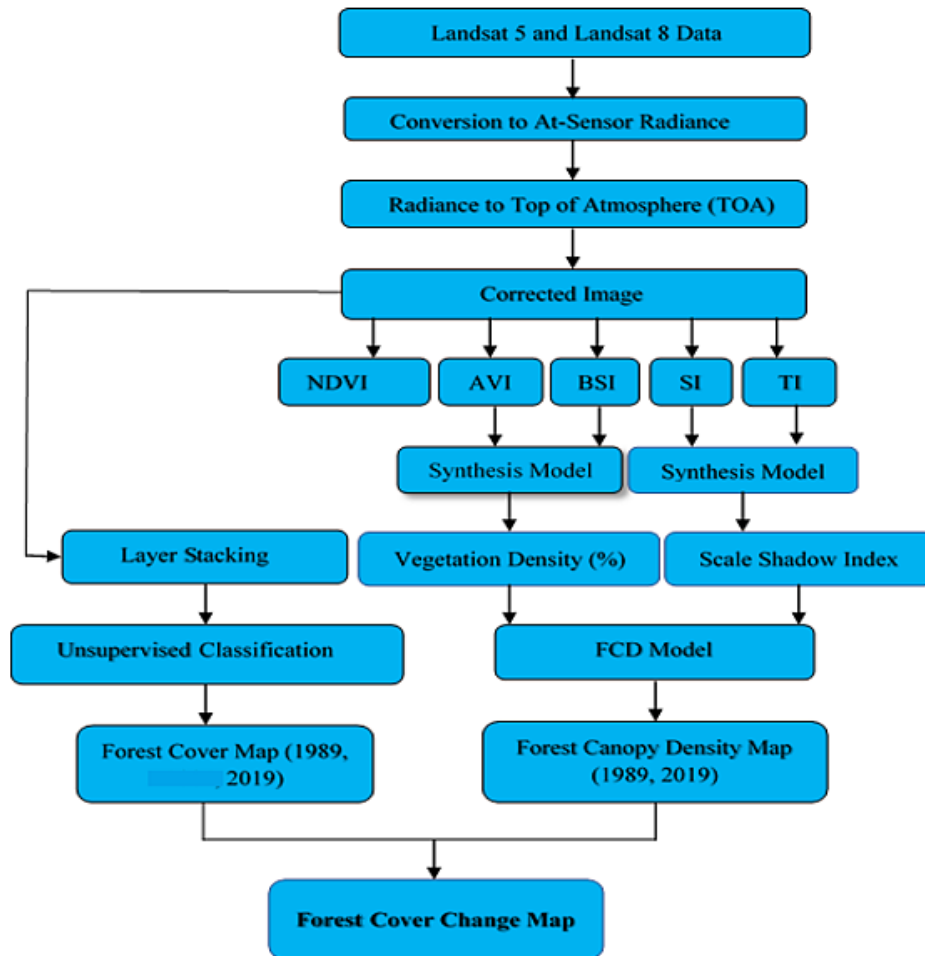 Landsat 5 and Landsat 8 Data
Conversion to At-Sensor Radiance
Radiance to Top of Atmosphere (TOA)
Corrected Image
NDVI
AVI
BSI
SI
TI
Synthesis Model
Synthesis Model
Layer Stacking
Vegetation Density (%)
Scale Shadow Index
Unsupervised Classification
FCD Model
Forest Cover Map (1989,
, 2019)
Forest Canopy Density Map
(1989, 2019)
Forest Cover Change Map